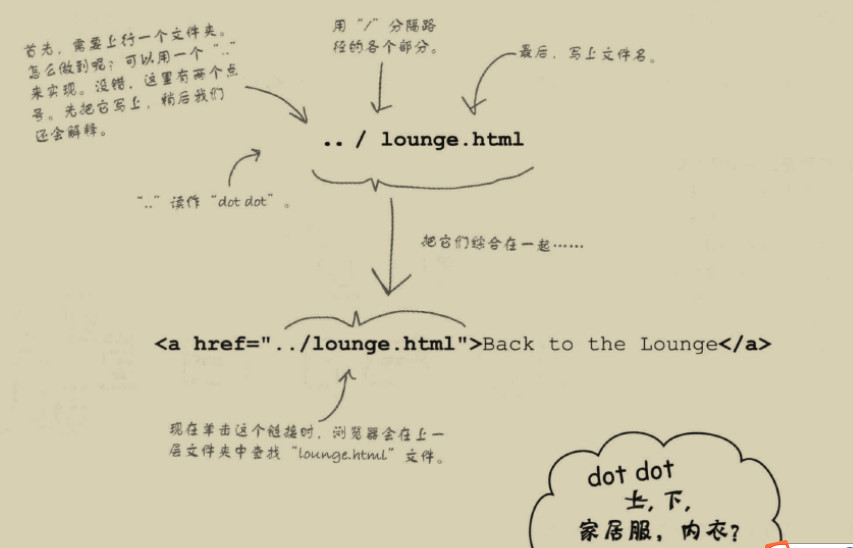 首先，需要上行一个文件夹。
怎么做到呢？可以用一个“..”
来实现。没错，这里有两个点
号。先把它写上，稍后我们
还会解释。
用“/”分隔路
径的各个部分。
最后，写上文件名。
.. / lounge.html
“..”读作“dot dot”。
把它们综合在一起……
<a href="../lounge.html">Back to the Lounge</a>
现在单击这个链接时，浏览器会在上一
层文件夹中查找“lounge.html”文件。
dot dot
上，下，
家居服，内衣？